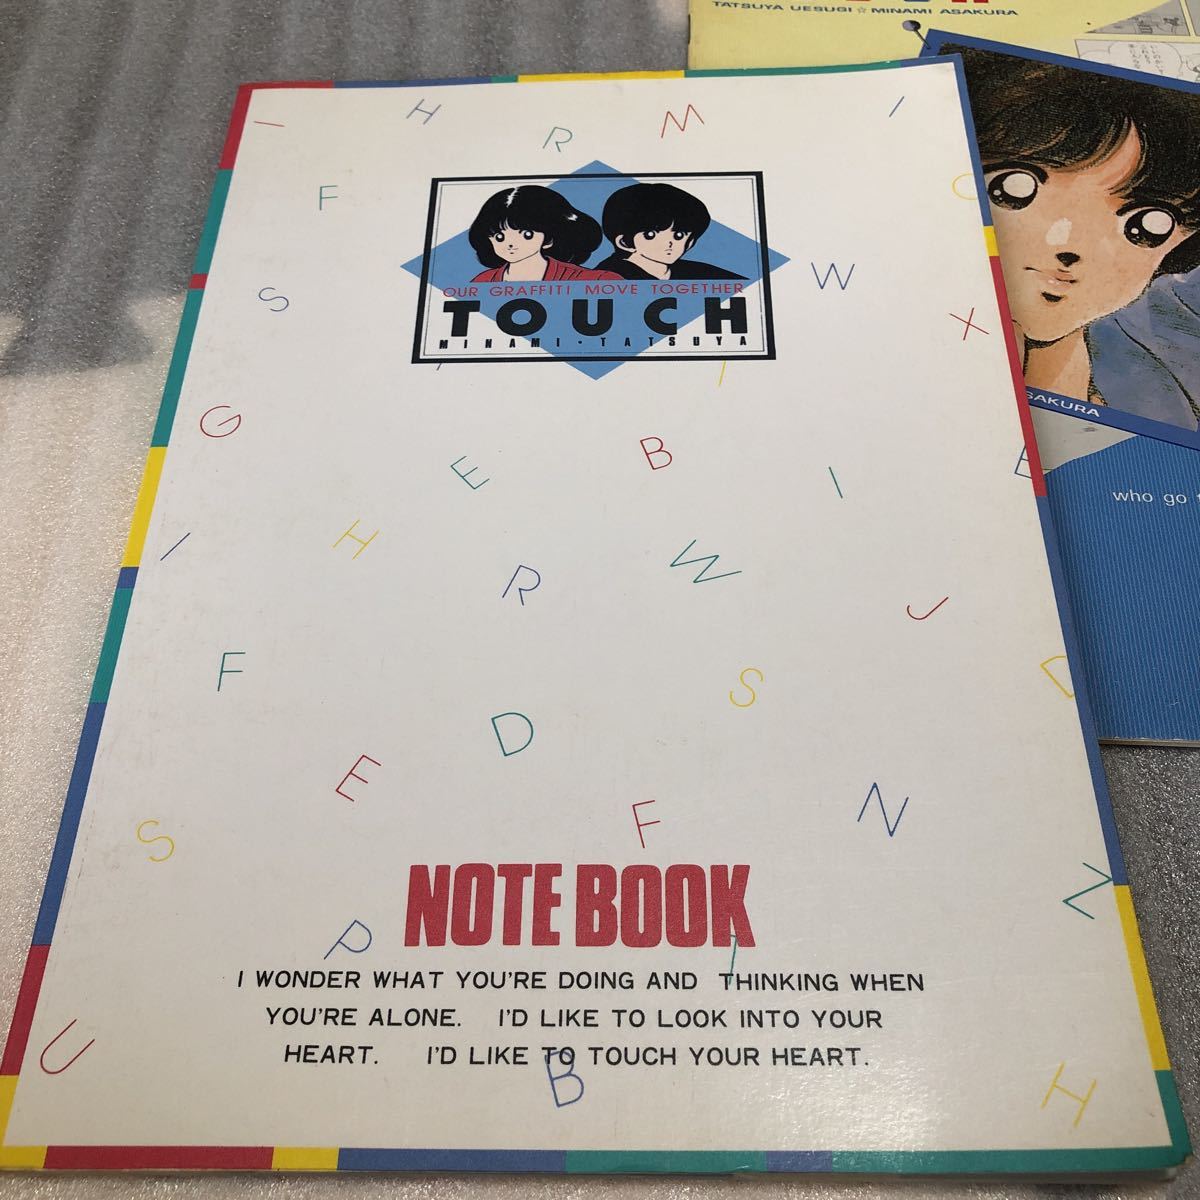 TATSUYA UESUGI☆MINAMI ASAKURA
I H R M I
F
S W
OUR GRAFFITI MOVE TOGETHER
TOUCH
MINAMI・TATSUYA
X
G E B I E
I H R W J
F D S D
E F N
S
NOTE BOOK
P
I WONDER WHAT YOU'RE DOING AND THINKING WHEN
YOU'RE ALONE. I'D LIKE TO LOOK INTO YOUR
HEART. I'D LIKE TO TOUCH YOUR HEART.
U B H
Z
SAKURA
who go